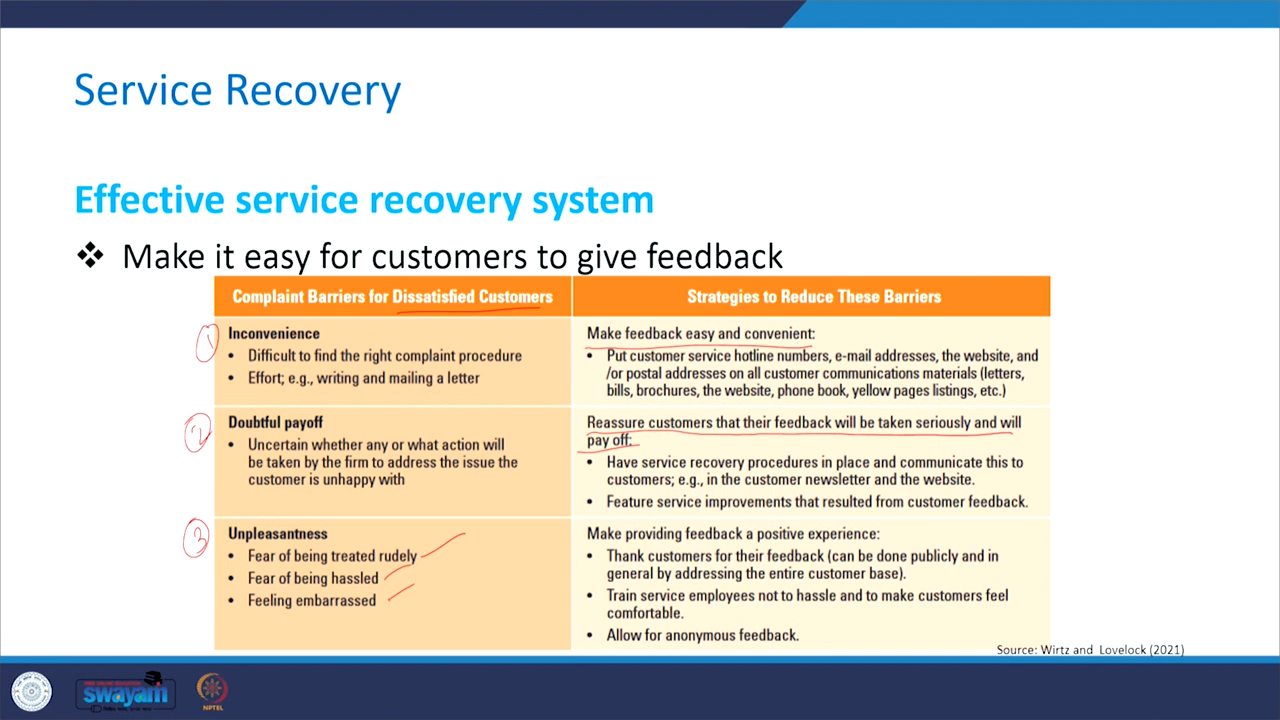 Service Recovery
Effective service recovery system
❖ Make it easy for customers to give feedback
Complaint Barriers for Dissatisfied Customers
Strategies to Reduce These Barriers
1
Inconvenience
• Difficult to find the right complaint procedure
• Effort; e.g., writing and mailing a letter
Make feedback easy and convenient:
• Put customer service hotline numbers, e-mail addresses, the website, and
/or postal addresses on all customer communications materials (letters,
bills, brochures, the website, phone book, yellow pages listings, etc.)
2
Doubtful payoff
• Uncertain whether any or what action will
be taken by the firm to address the issue the
customer is unhappy with
Reassure customers that their feedback will be taken seriously and will
pay off:
• Have service recovery procedures in place and communicate this to
customers; e.g., in the customer newsletter and the website.
• Feature service improvements that resulted from customer feedback.
3
Unpleasantness
• Fear of being treated rudely
• Fear of being hassled
• Feeling embarrassed
Make providing feedback a positive experience:
• Thank customers for their feedback (can be done publicly and in
general by addressing the entire customer base).
• Train service employees not to hassle and to make customers feel
comfortable.
• Allow for anonymous feedback.
Source: Wirtz and Lovelock (2021)
swayam
NPTEL